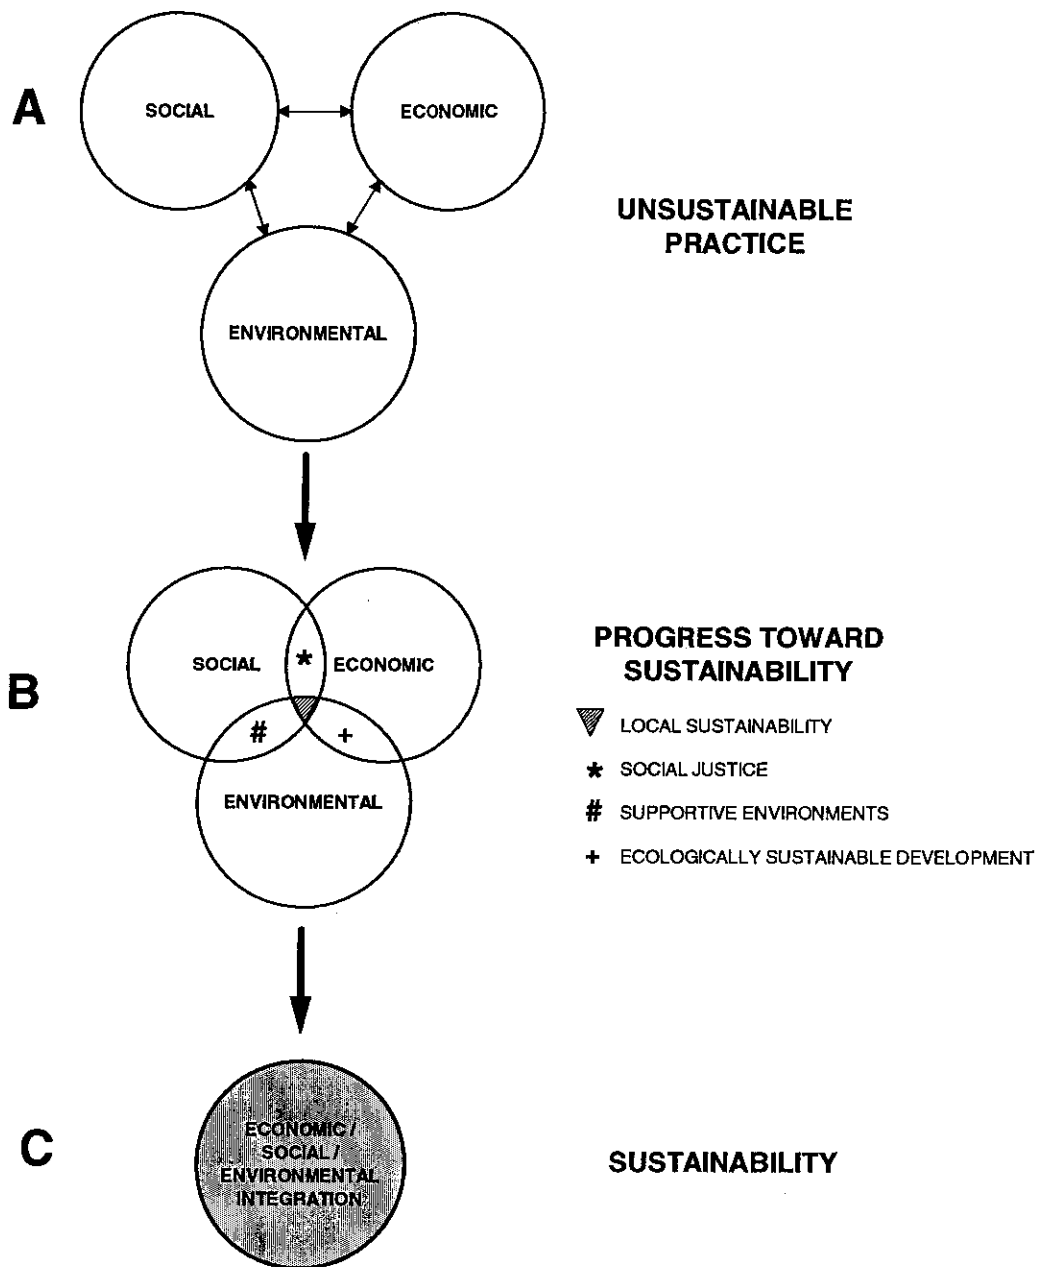 A
SOCIAL
ECONOMIC
ENVIRONMENTAL
UNSUSTAINABLE
PRACTICE
B
SOCIAL
*
ECONOMIC
#
+
ENVIRONMENTAL
PROGRESS TOWARD
SUSTAINABILITY
LOCAL SUSTAINABILITY
* SOCIAL JUSTICE
# SUPPORTIVE ENVIRONMENTS
+ ECOLOGICALLY SUSTAINABLE DEVELOPMENT
C
ECONOMIC /
SOCIAL /
ENVIRONMENTAL
INTEGRATION
SUSTAINABILITY